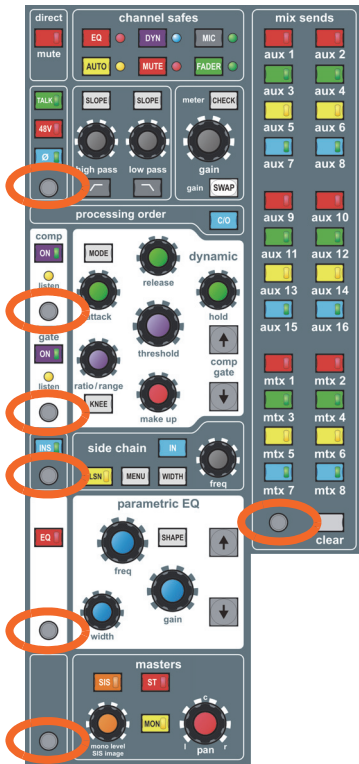 direct
mute
channel safes
EQ
DYN
MIC
AUTO
MUTE
FADER
TALK
48V
Ø
SLOPE
SLOPE
high pass
low pass
meter
CHECK
gain
gain
SWAP
processing order
C/O
comp
ON
listen
gate
ON
listen
MODE
dynamic
release
attack
hold
threshold
ratio/range
comp
gate
KNEE
make up
INS
side chain
IN
LSN
MENU
WIDTH
freq
parametric EQ
EQ
SHAPE
freq
gain
width
masters
SIS
ST
MON
mono level
SIS image
l
c
r
pan
mix sends
aux 1 aux 2
aux 3 aux 4
aux 5 aux 6
aux 7 aux 8
aux 9 aux 10
aux 11 aux 12
aux 13 aux 14
aux 15 aux 16
mtx 1 mtx 2
mtx 3 mtx 4
mtx 5 mtx 6
mtx 7 mtx 8
clear